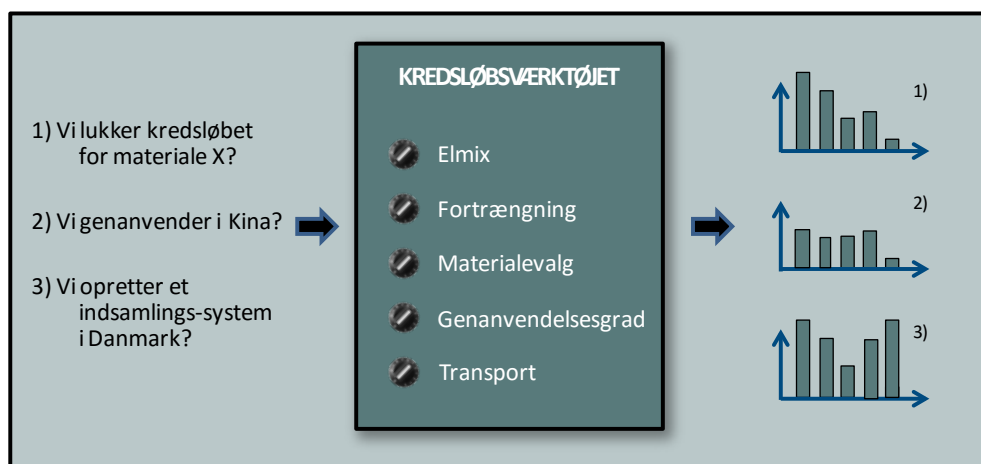 1) Vi lukker kredsløbet
for materiale X?
2) Vi genanvender i Kina?
3) Vi opretter et
indsamlings-system
i Danmark?
KREDSLØBSVÆRKTØJET
Elmix
Fortrængning
Materialevalg
Genanvendelsesgrad
Transport
1)
2)
3)